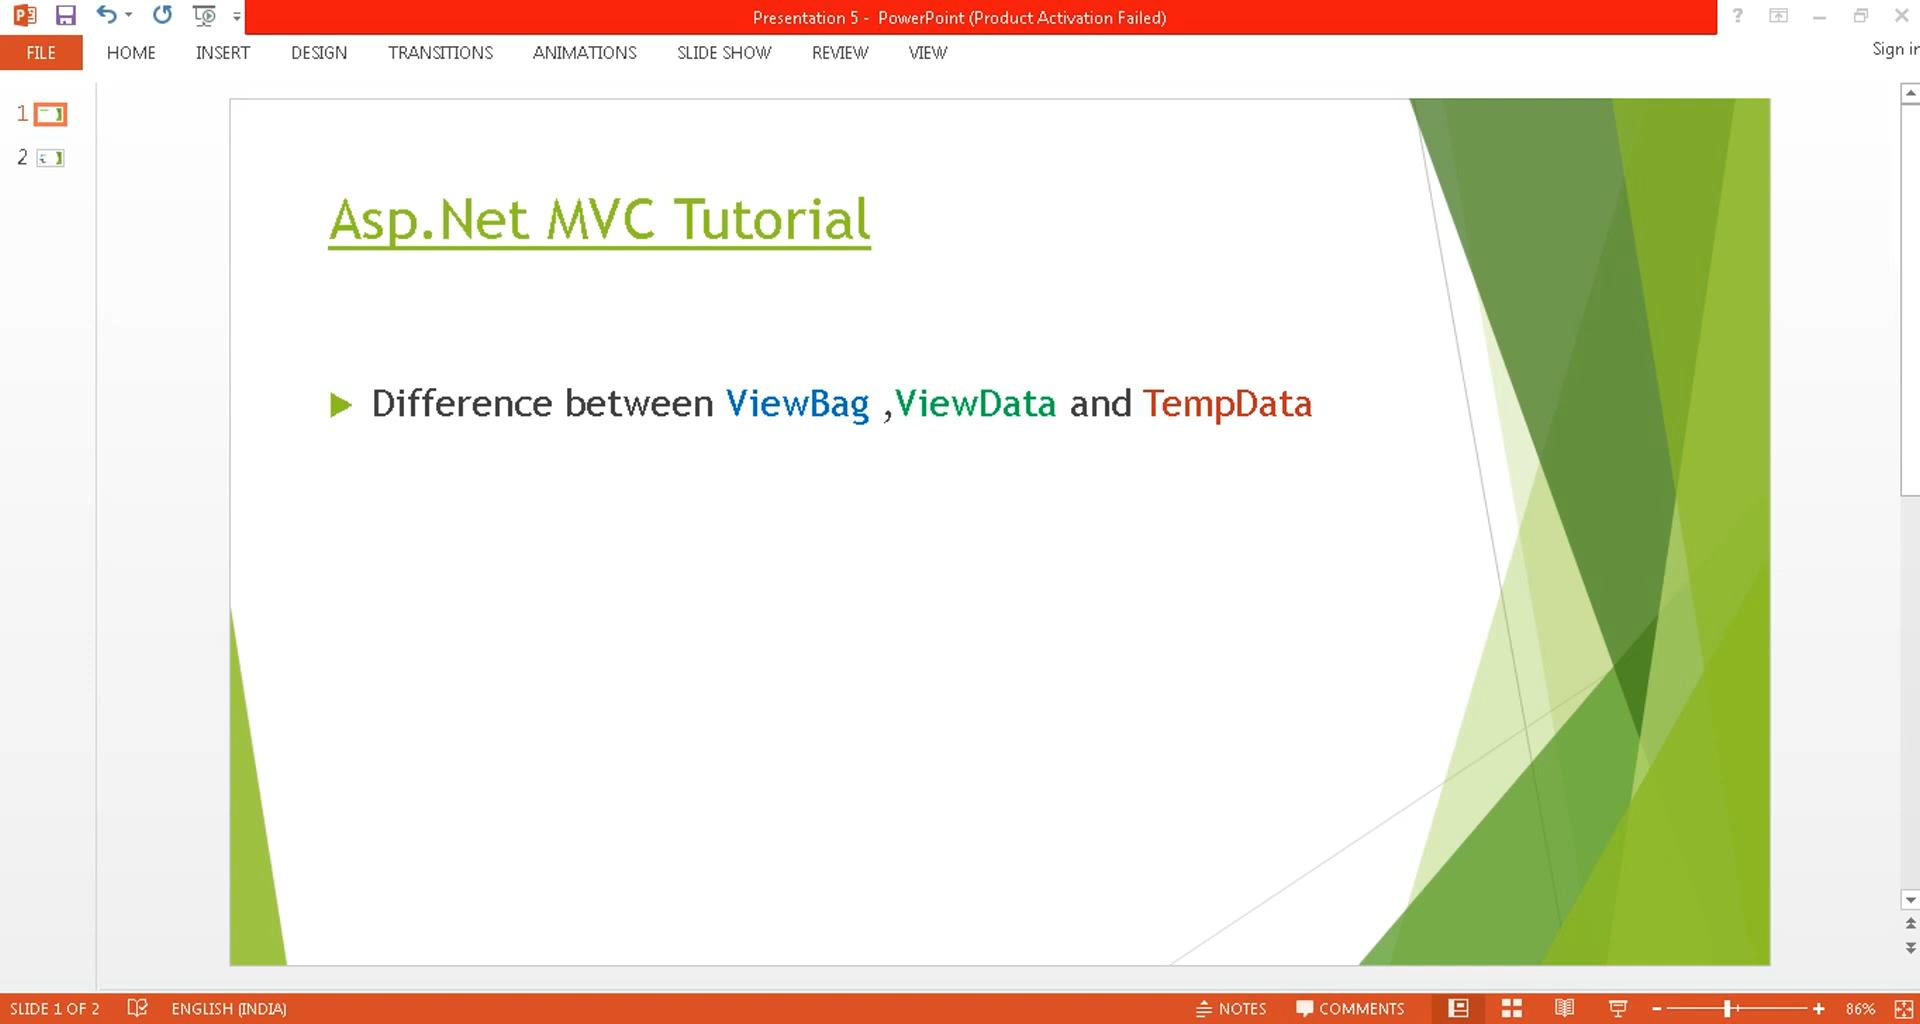 Presentation 5 - PowerPoint (Product Activation Failed)
?
FILE HOME INSERT DESIGN TRANSITIONS ANIMATIONS SLIDE SHOW REVIEW VIEW
Sign in
1
2
Asp.Net MVC Tutorial
Difference between ViewBag ,ViewData and TempData
SLIDE 1 OF 2 ENGLISH (INDIA) NOTES COMMENTS 86%